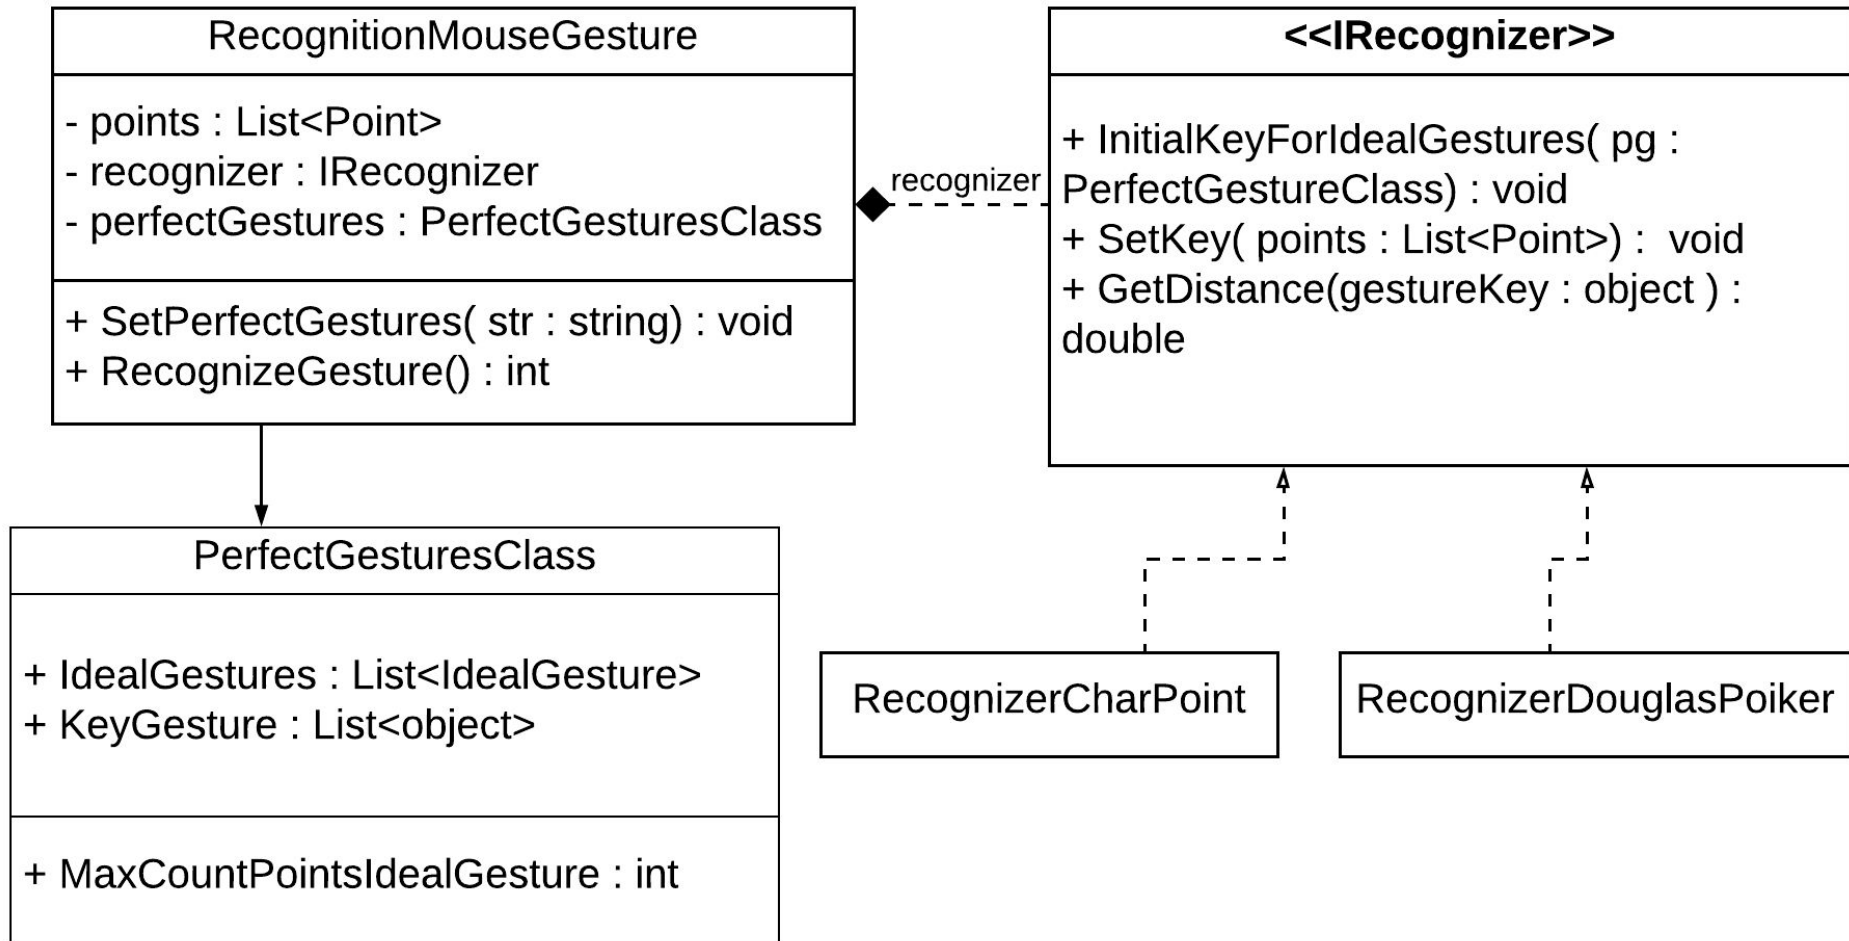 RecognitionMouseGesture
- points : List<Point>
- recognizer : IRecognizer
- perfectGestures : PerfectGesturesClass
+ SetPerfectGestures( str : string) : void
+ RecognizeGesture() : int
recognizer
<<IRecognizer>>
+ InitialKeyForIdealGestures( pg :
PerfectGestureClass) : void
+ SetKey( points : List<Point>) : void
+ GetDistance(gestureKey : object ) :
double
PerfectGesturesClass
+ IdealGestures : List<IdealGesture>
+ KeyGesture : List<object>
+ MaxCountPointsIdealGesture : int
RecognizerCharPoint
RecognizerDouglasPoiker